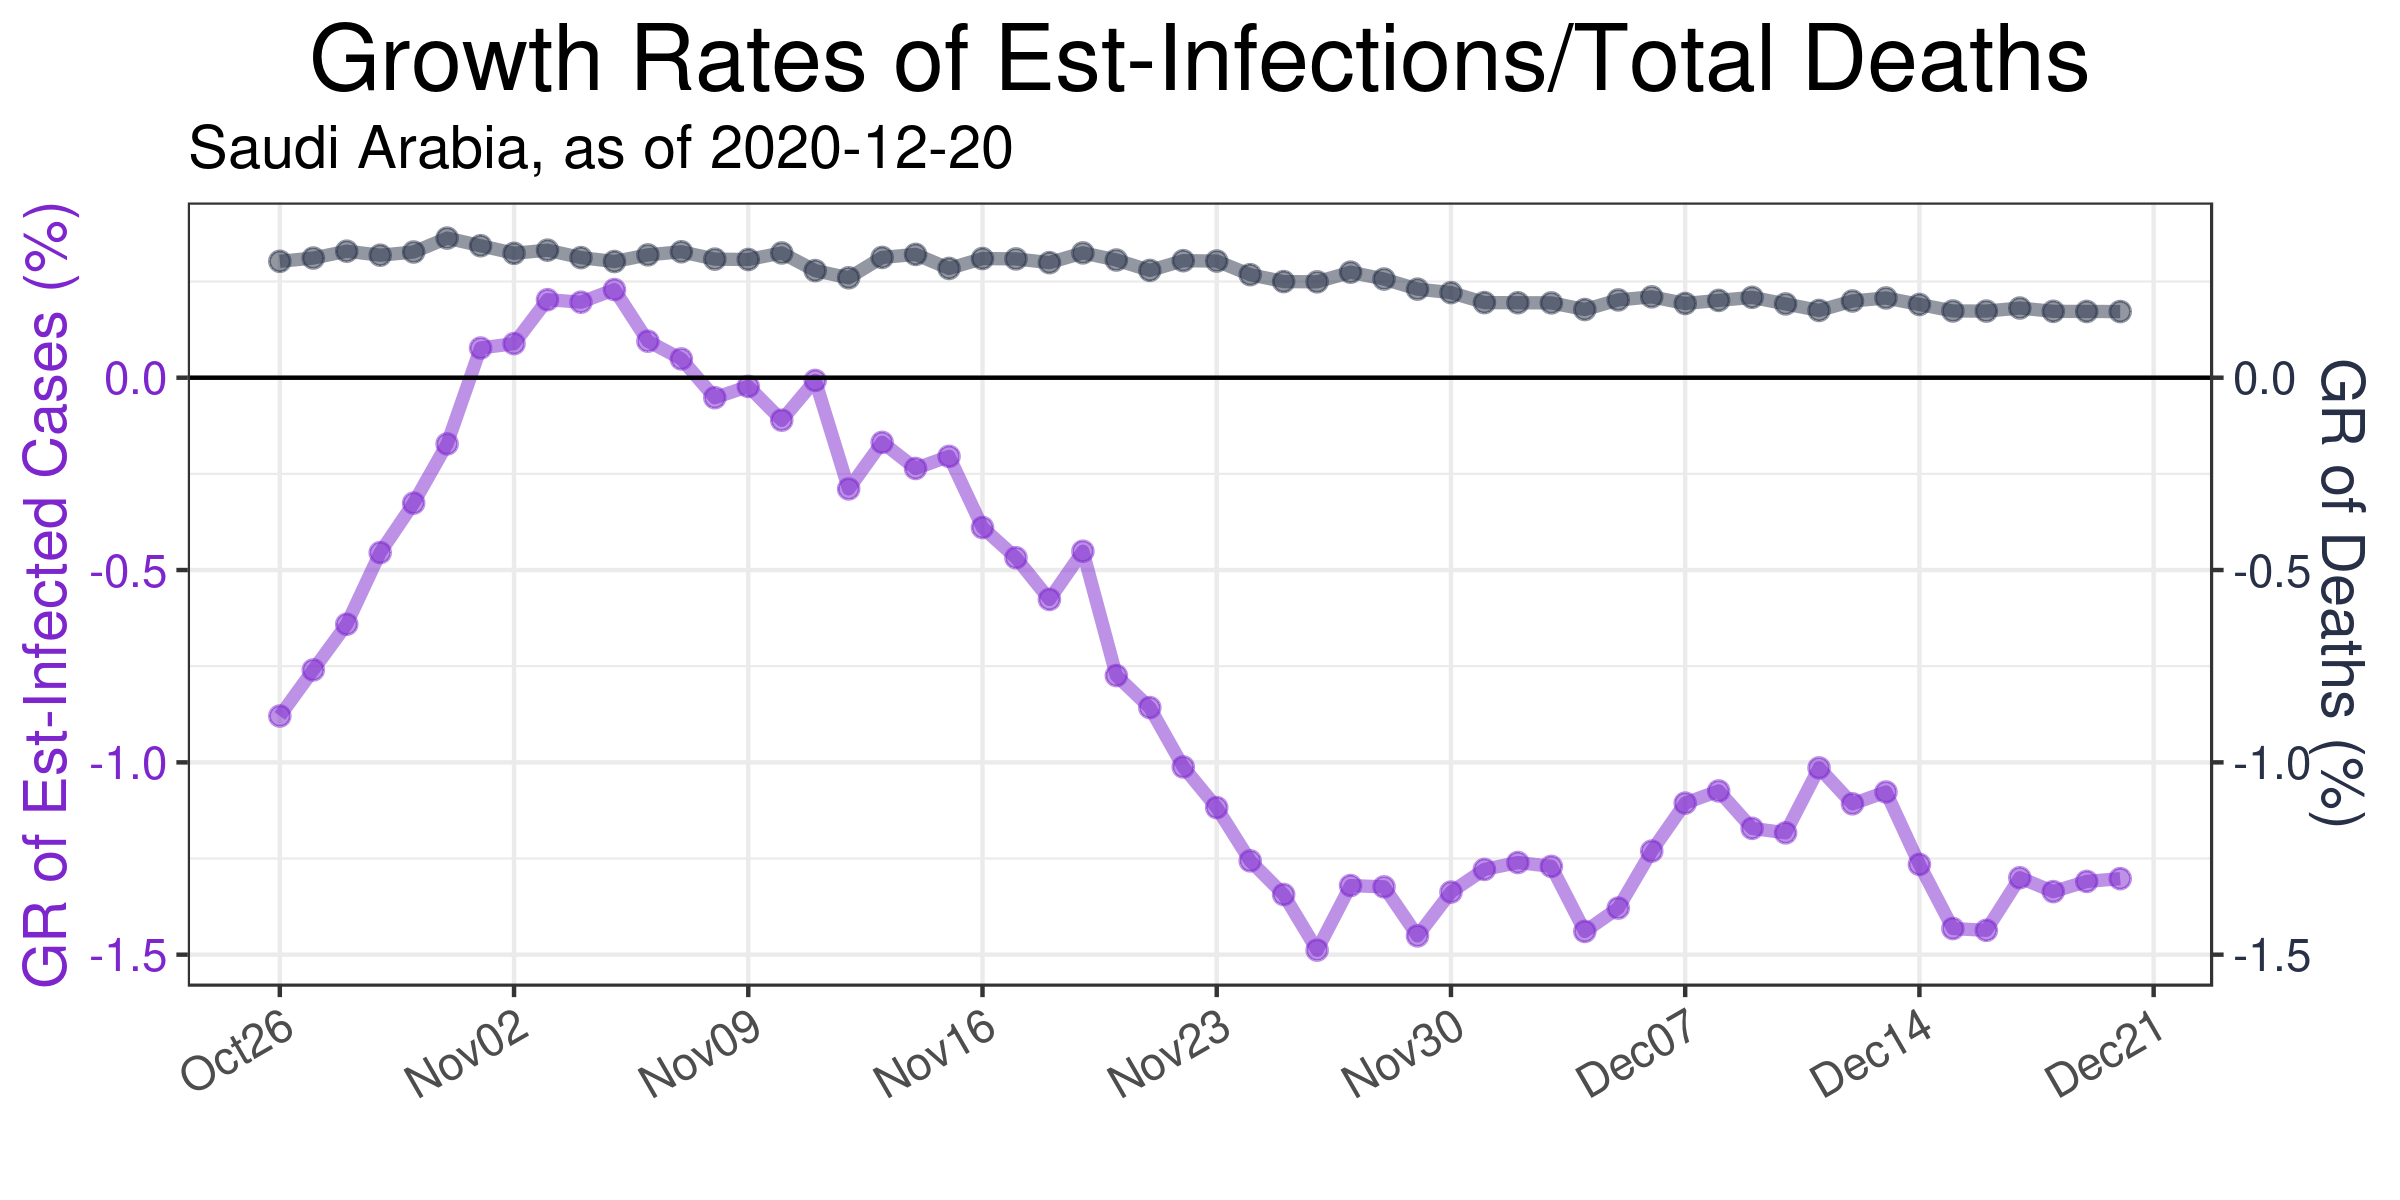 Growth Rates of Est-Infections/Total Deaths
Saudi Arabia, as of 2020-12-20
GR of Est-Infected Cases (%)
0.0
-0.5
-1.0
-1.5
0.0
-0.5
-1.0
-1.5
GR of Deaths (%)
Oct26
Nov02
Nov09
Nov16
Nov23
Nov30
Dec07
Dec14
Dec21